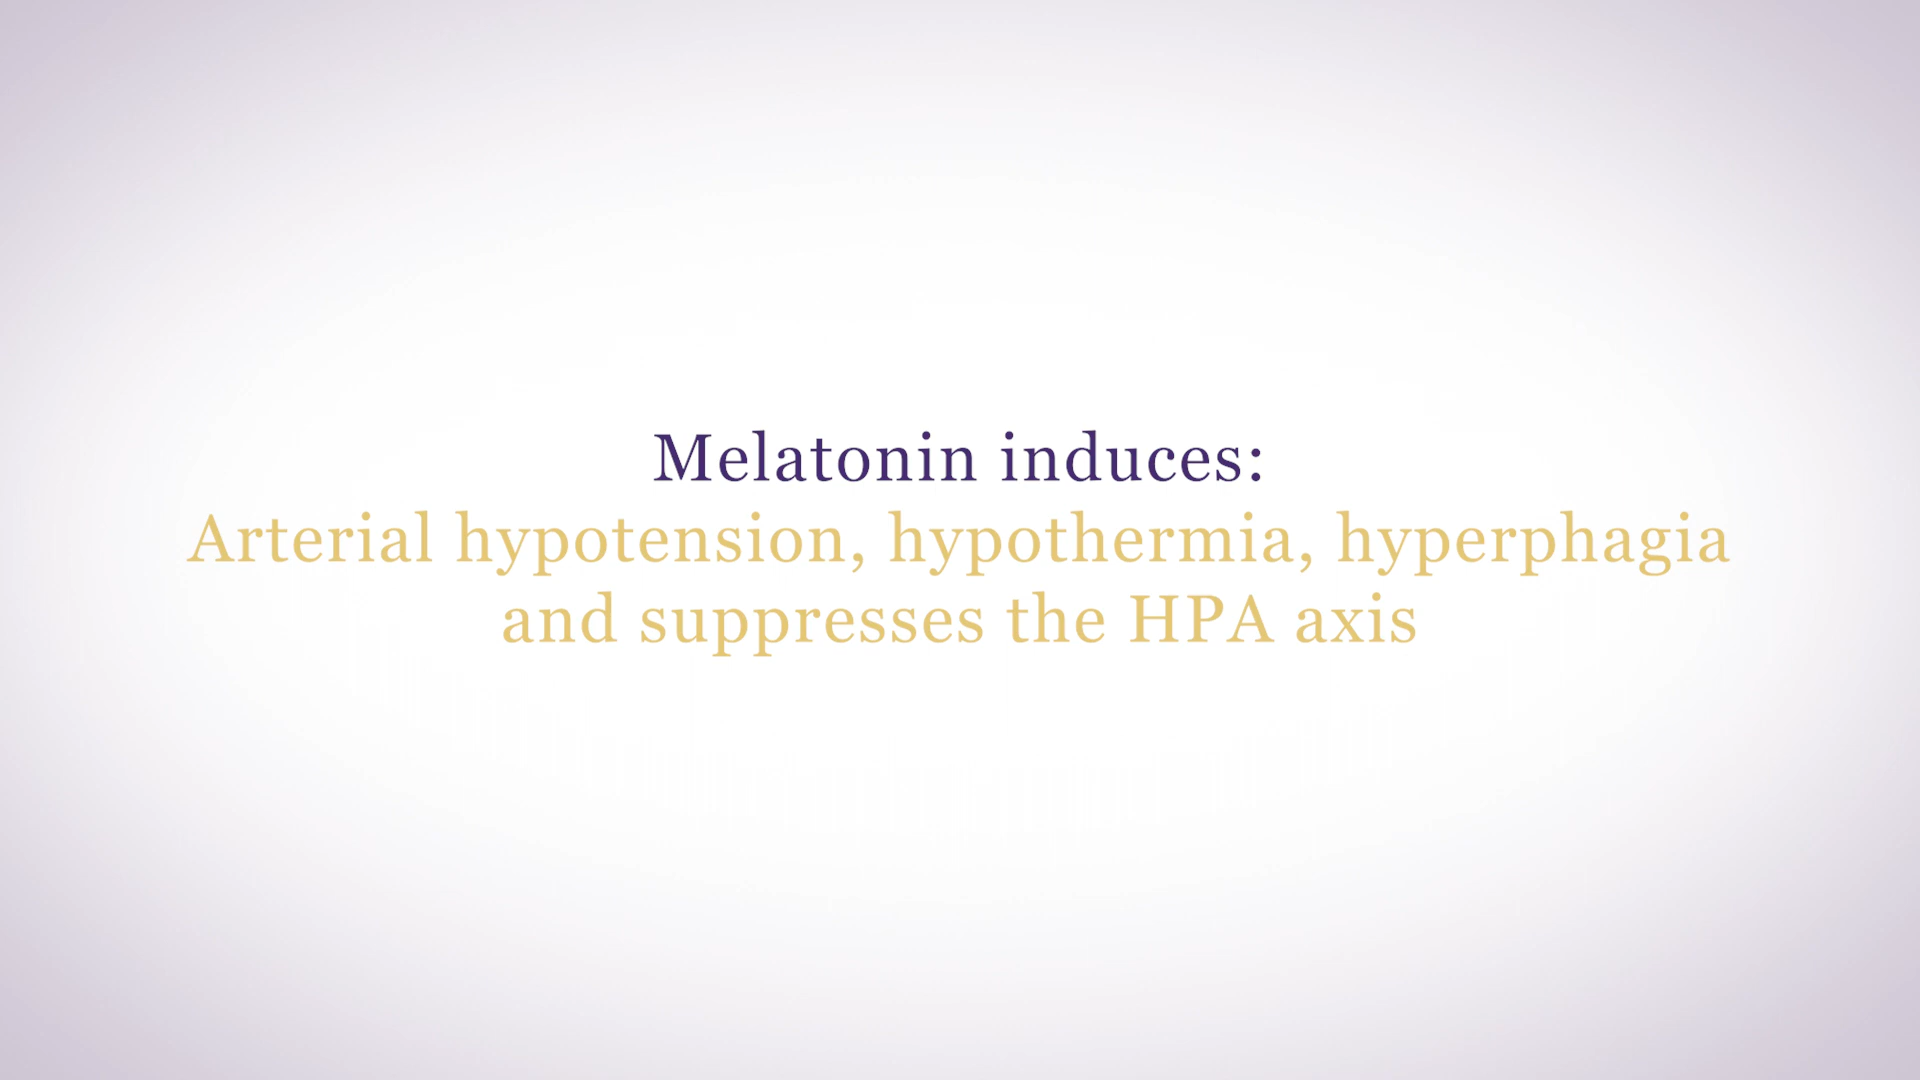 Melatonin induces:
Arterial hypotension, hypothermia, hyperphagia
and suppresses the HPA axis